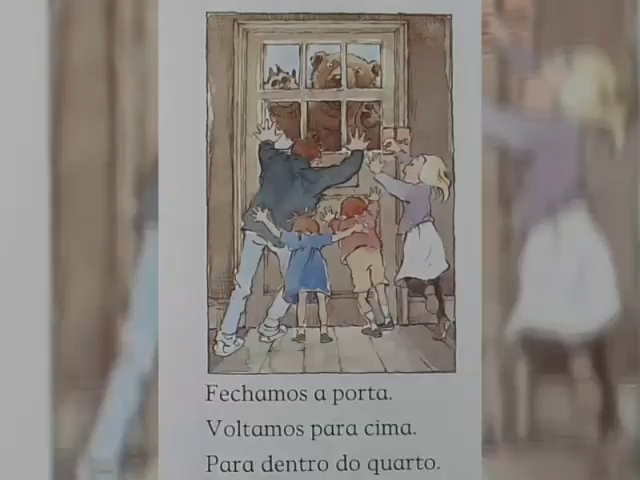 Fechamos a porta.
Voltamos para cima.
Para dentro do quarto.